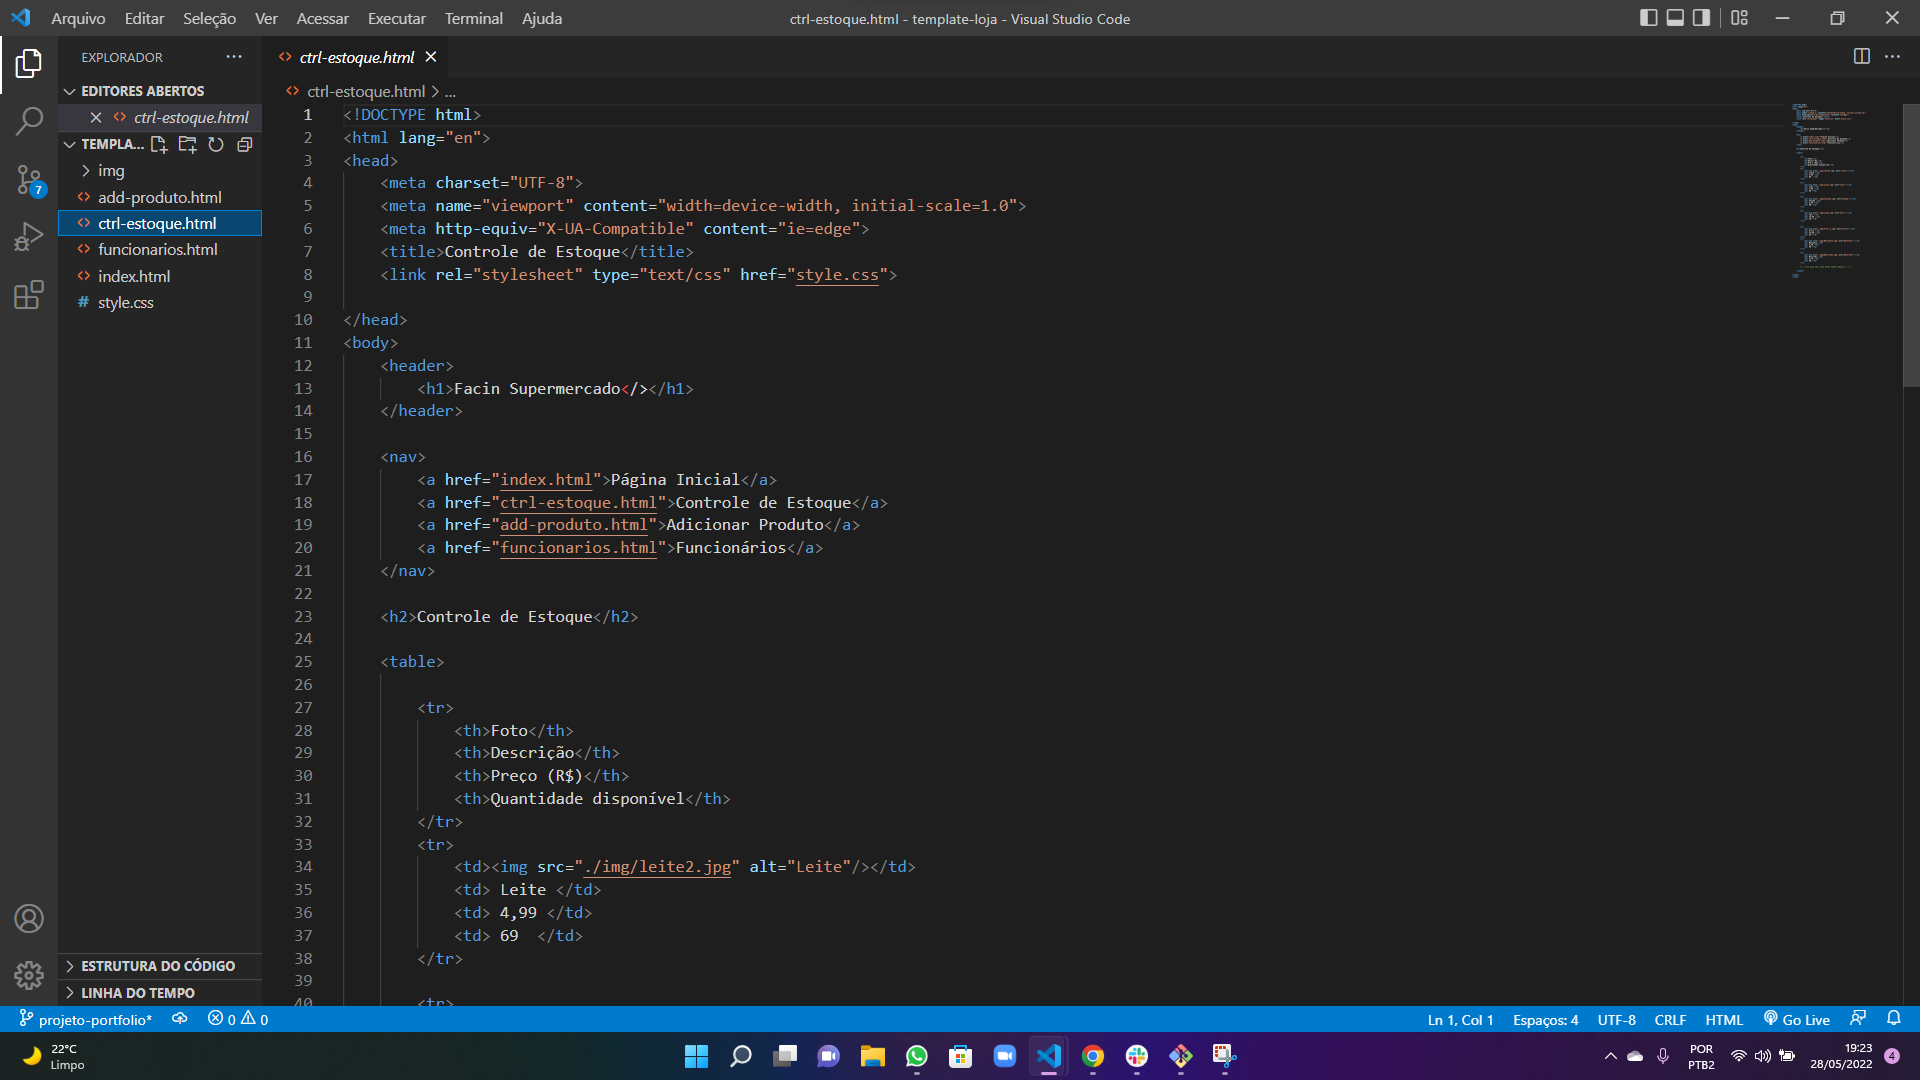 Arquivo Editar Seleção Ver Acessar Executar Terminal Ajuda
ctrl-estoque.html - template-loja - Visual Studio Code
EXPLORADOR
EDITORES ABERTOS
ctrl-estoque.html
TEMPLA...
img
add-produto.html
ctrl-estoque.html
funcionarios.html
index.html
style.css
ESTRUTURA DO CÓDIGO
LINHA DO TEMPO
7
ctrl-estoque.html
ctrl-estoque.html > ...
1 <!DOCTYPE html>
2 <html lang="en">
3 <head>
4     <meta charset="UTF-8">
5     <meta name="viewport" content="width=device-width, initial-scale=1.0">
6     <meta http-equiv="X-UA-Compatible" content="ie=edge">
7     <title>Controle de Estoque</title>
8     <link rel="stylesheet" type="text/css" href="style.css">
9
10 </head>
11 <body>
12     <header>
13         <h1>Facin Supermercado</></h1>
14     </header>
15
16     <nav>
17         <a href="index.html">Página Inicial</a>
18         <a href="ctrl-estoque.html">Controle de Estoque</a>
19         <a href="add-produto.html">Adicionar Produto</a>
20         <a href="funcionarios.html">Funcionários</a>
21     </nav>
22
23     <h2>Controle de Estoque</h2>
24
25     <table>
26
27         <tr>
28             <th>Foto</th>
29             <th>Descrição</th>
30             <th>Preço (R$)</th>
31             <th>Quantidade disponível</th>
32         </tr>
33         <tr>
34             <td><img src="./img/leite2.jpg" alt="Leite"/></td>
35             <td> Leite </td>
36             <td> 4,99 </td>
37             <td> 69  </td>
38         </tr>
39
40         <tr>
projeto-portfolio* 0 0
Ln 1, Col 1 Espaços: 4 UTF-8 CRLF HTML Go Live
22°C
Limpo
POR
PTB2
19:23
28/05/2022
4